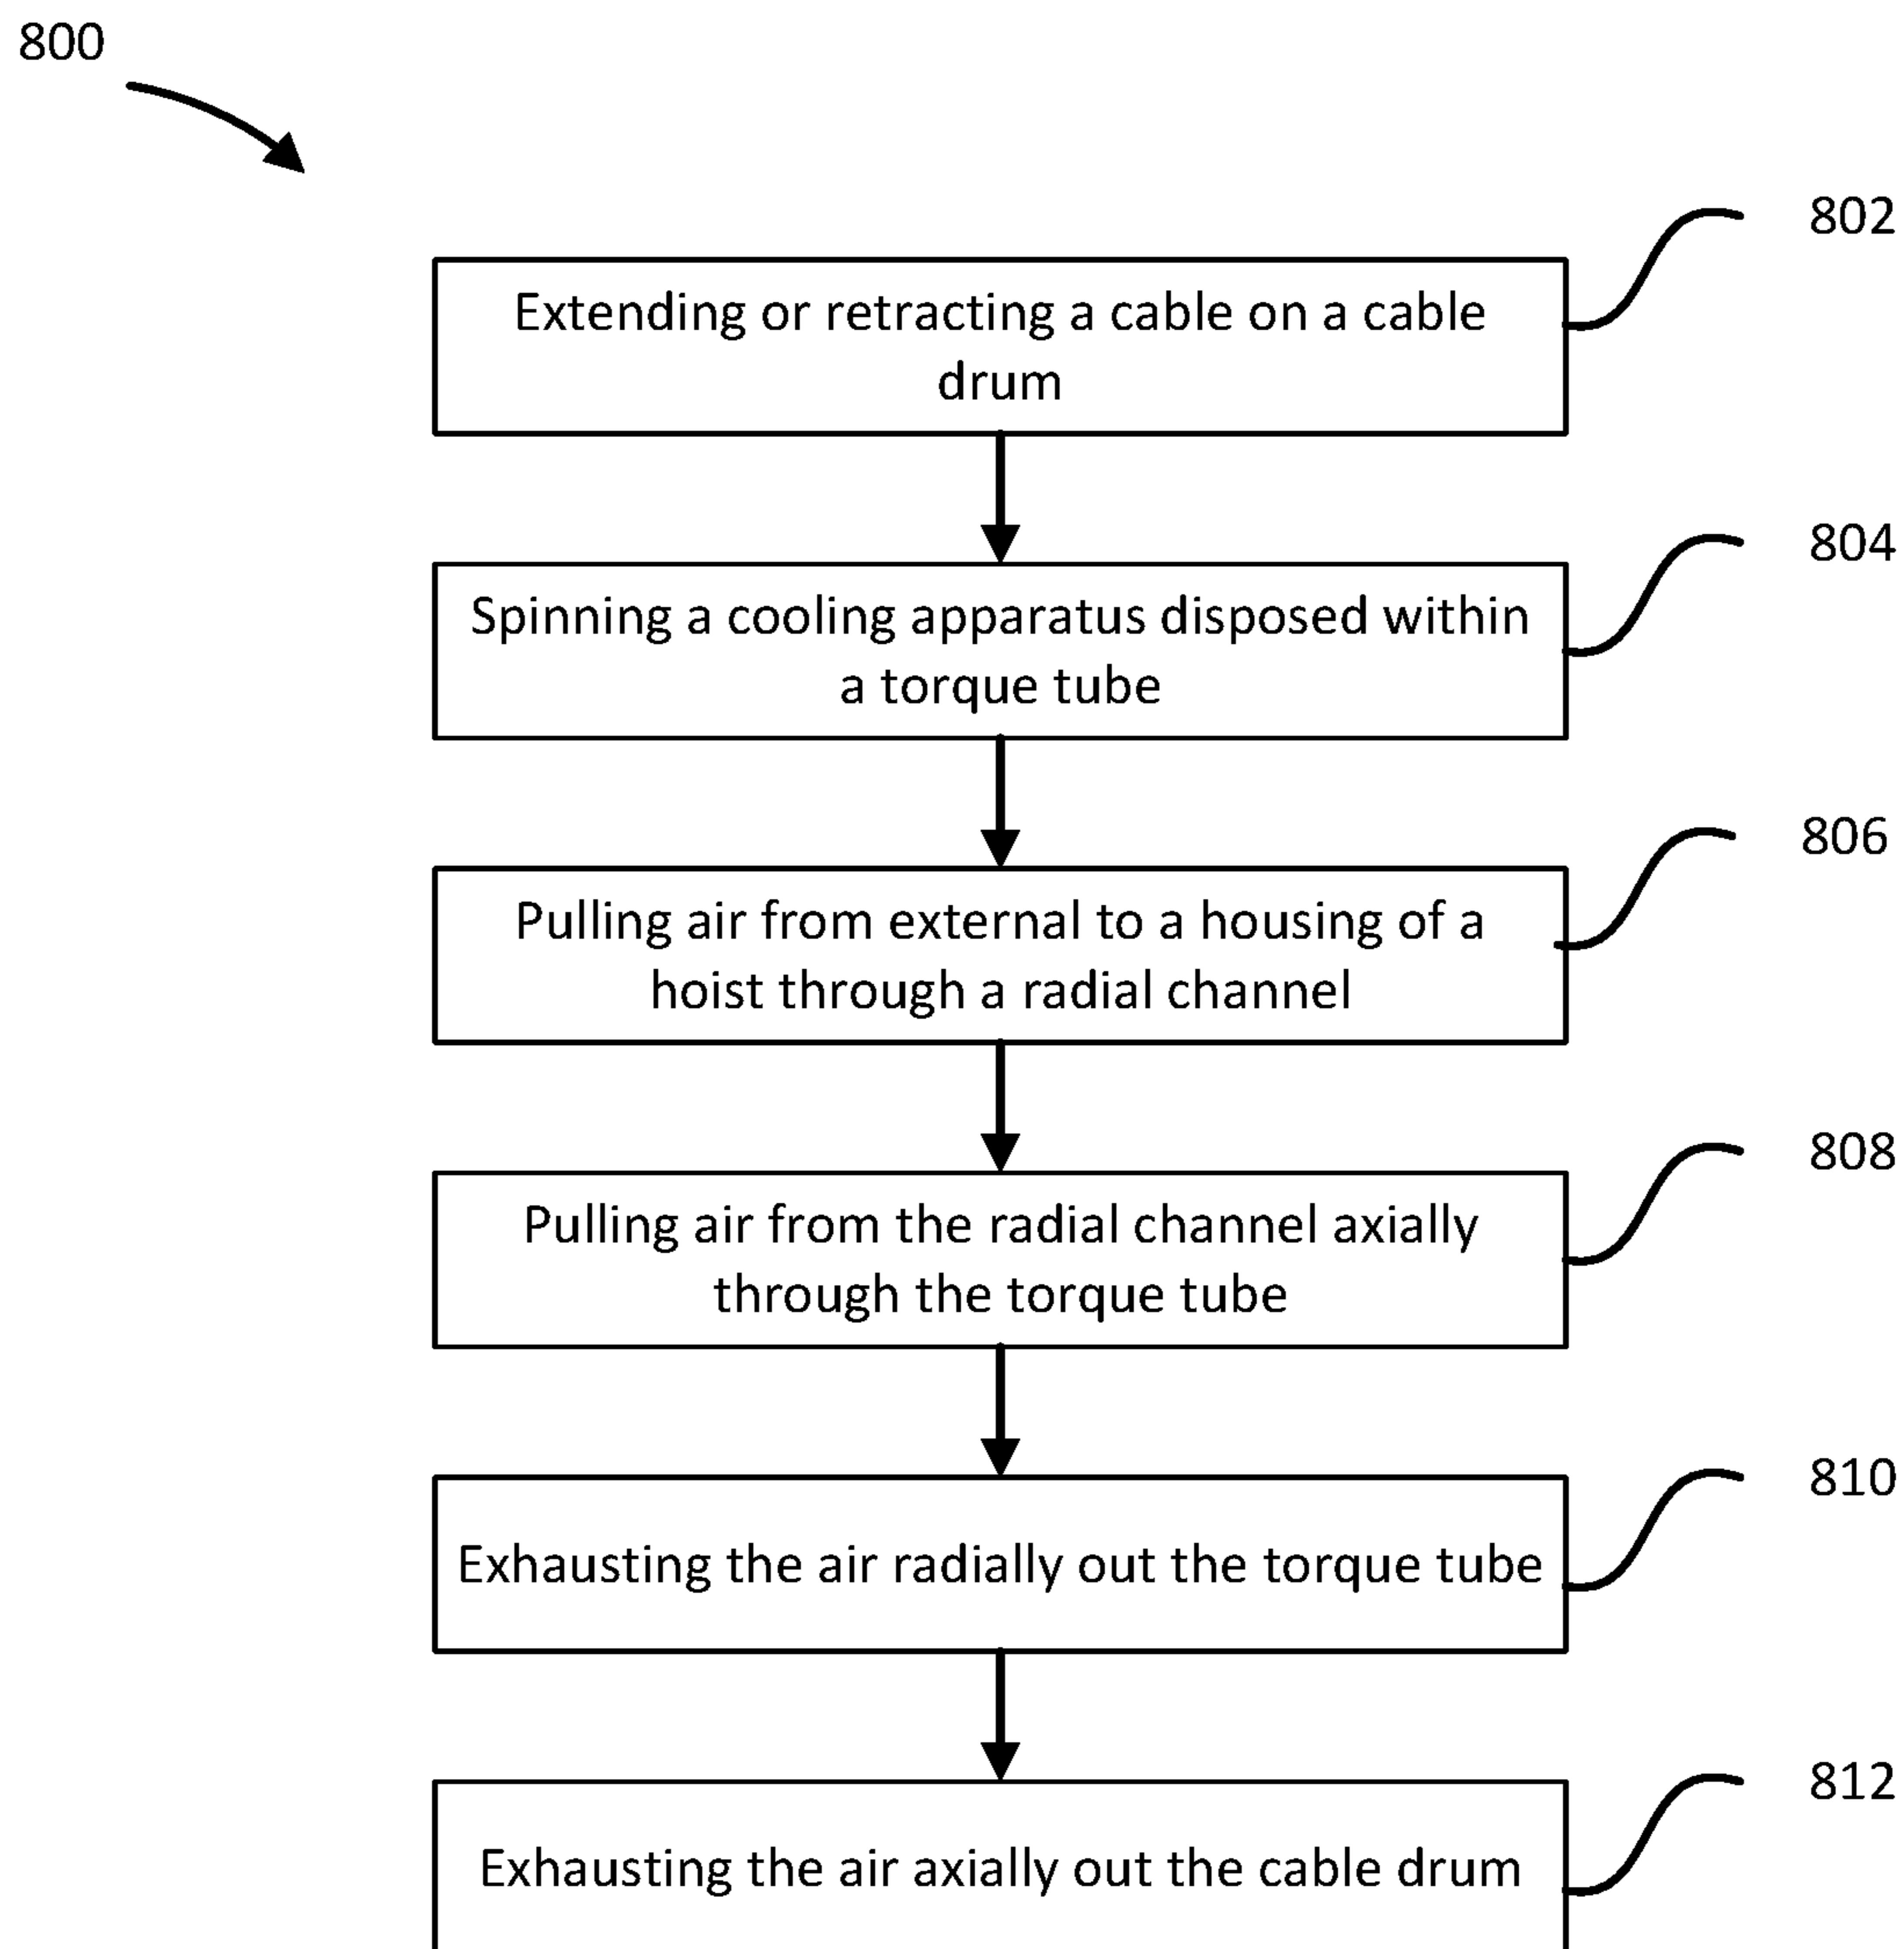 800
802
Extending or retracting a cable on a cable
drum
804
Spinning a cooling apparatus disposed within
a torque tube
806
Pulling air from external to a housing of a
hoist through a radial channel
808
Pulling air from the radial channel axially
through the torque tube
810
Exhausting the air radially out the torque tube
812
Exhausting the air axially out the cable drum